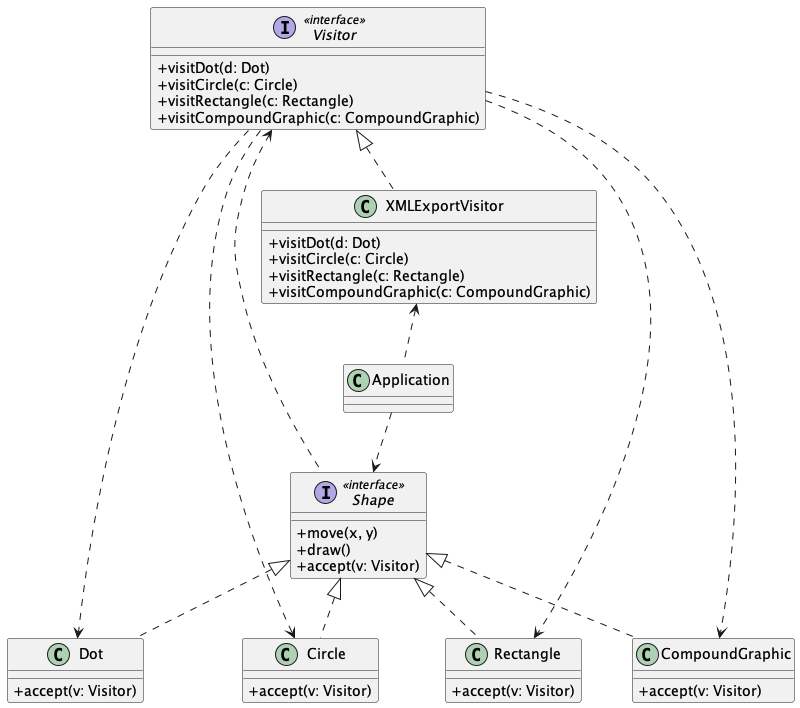 I
«interface»
Visitor
+visitDot(d: Dot)
+visitCircle(c: Circle)
+visitRectangle(c: Rectangle)
+visitCompoundGraphic(c: CompoundGraphic)
C XMLExportVisitor
+visitDot(d: Dot)
+visitCircle(c: Circle)
+visitRectangle(c: Rectangle)
+visitCompoundGraphic(c: CompoundGraphic)
C Application
I
«interface»
Shape
+move(x, y)
+draw()
+accept(v: Visitor)
C Dot
+accept(v: Visitor)
C Circle
+accept(v: Visitor)
C Rectangle
+accept(v: Visitor)
C CompoundGraphic
+accept(v: Visitor)